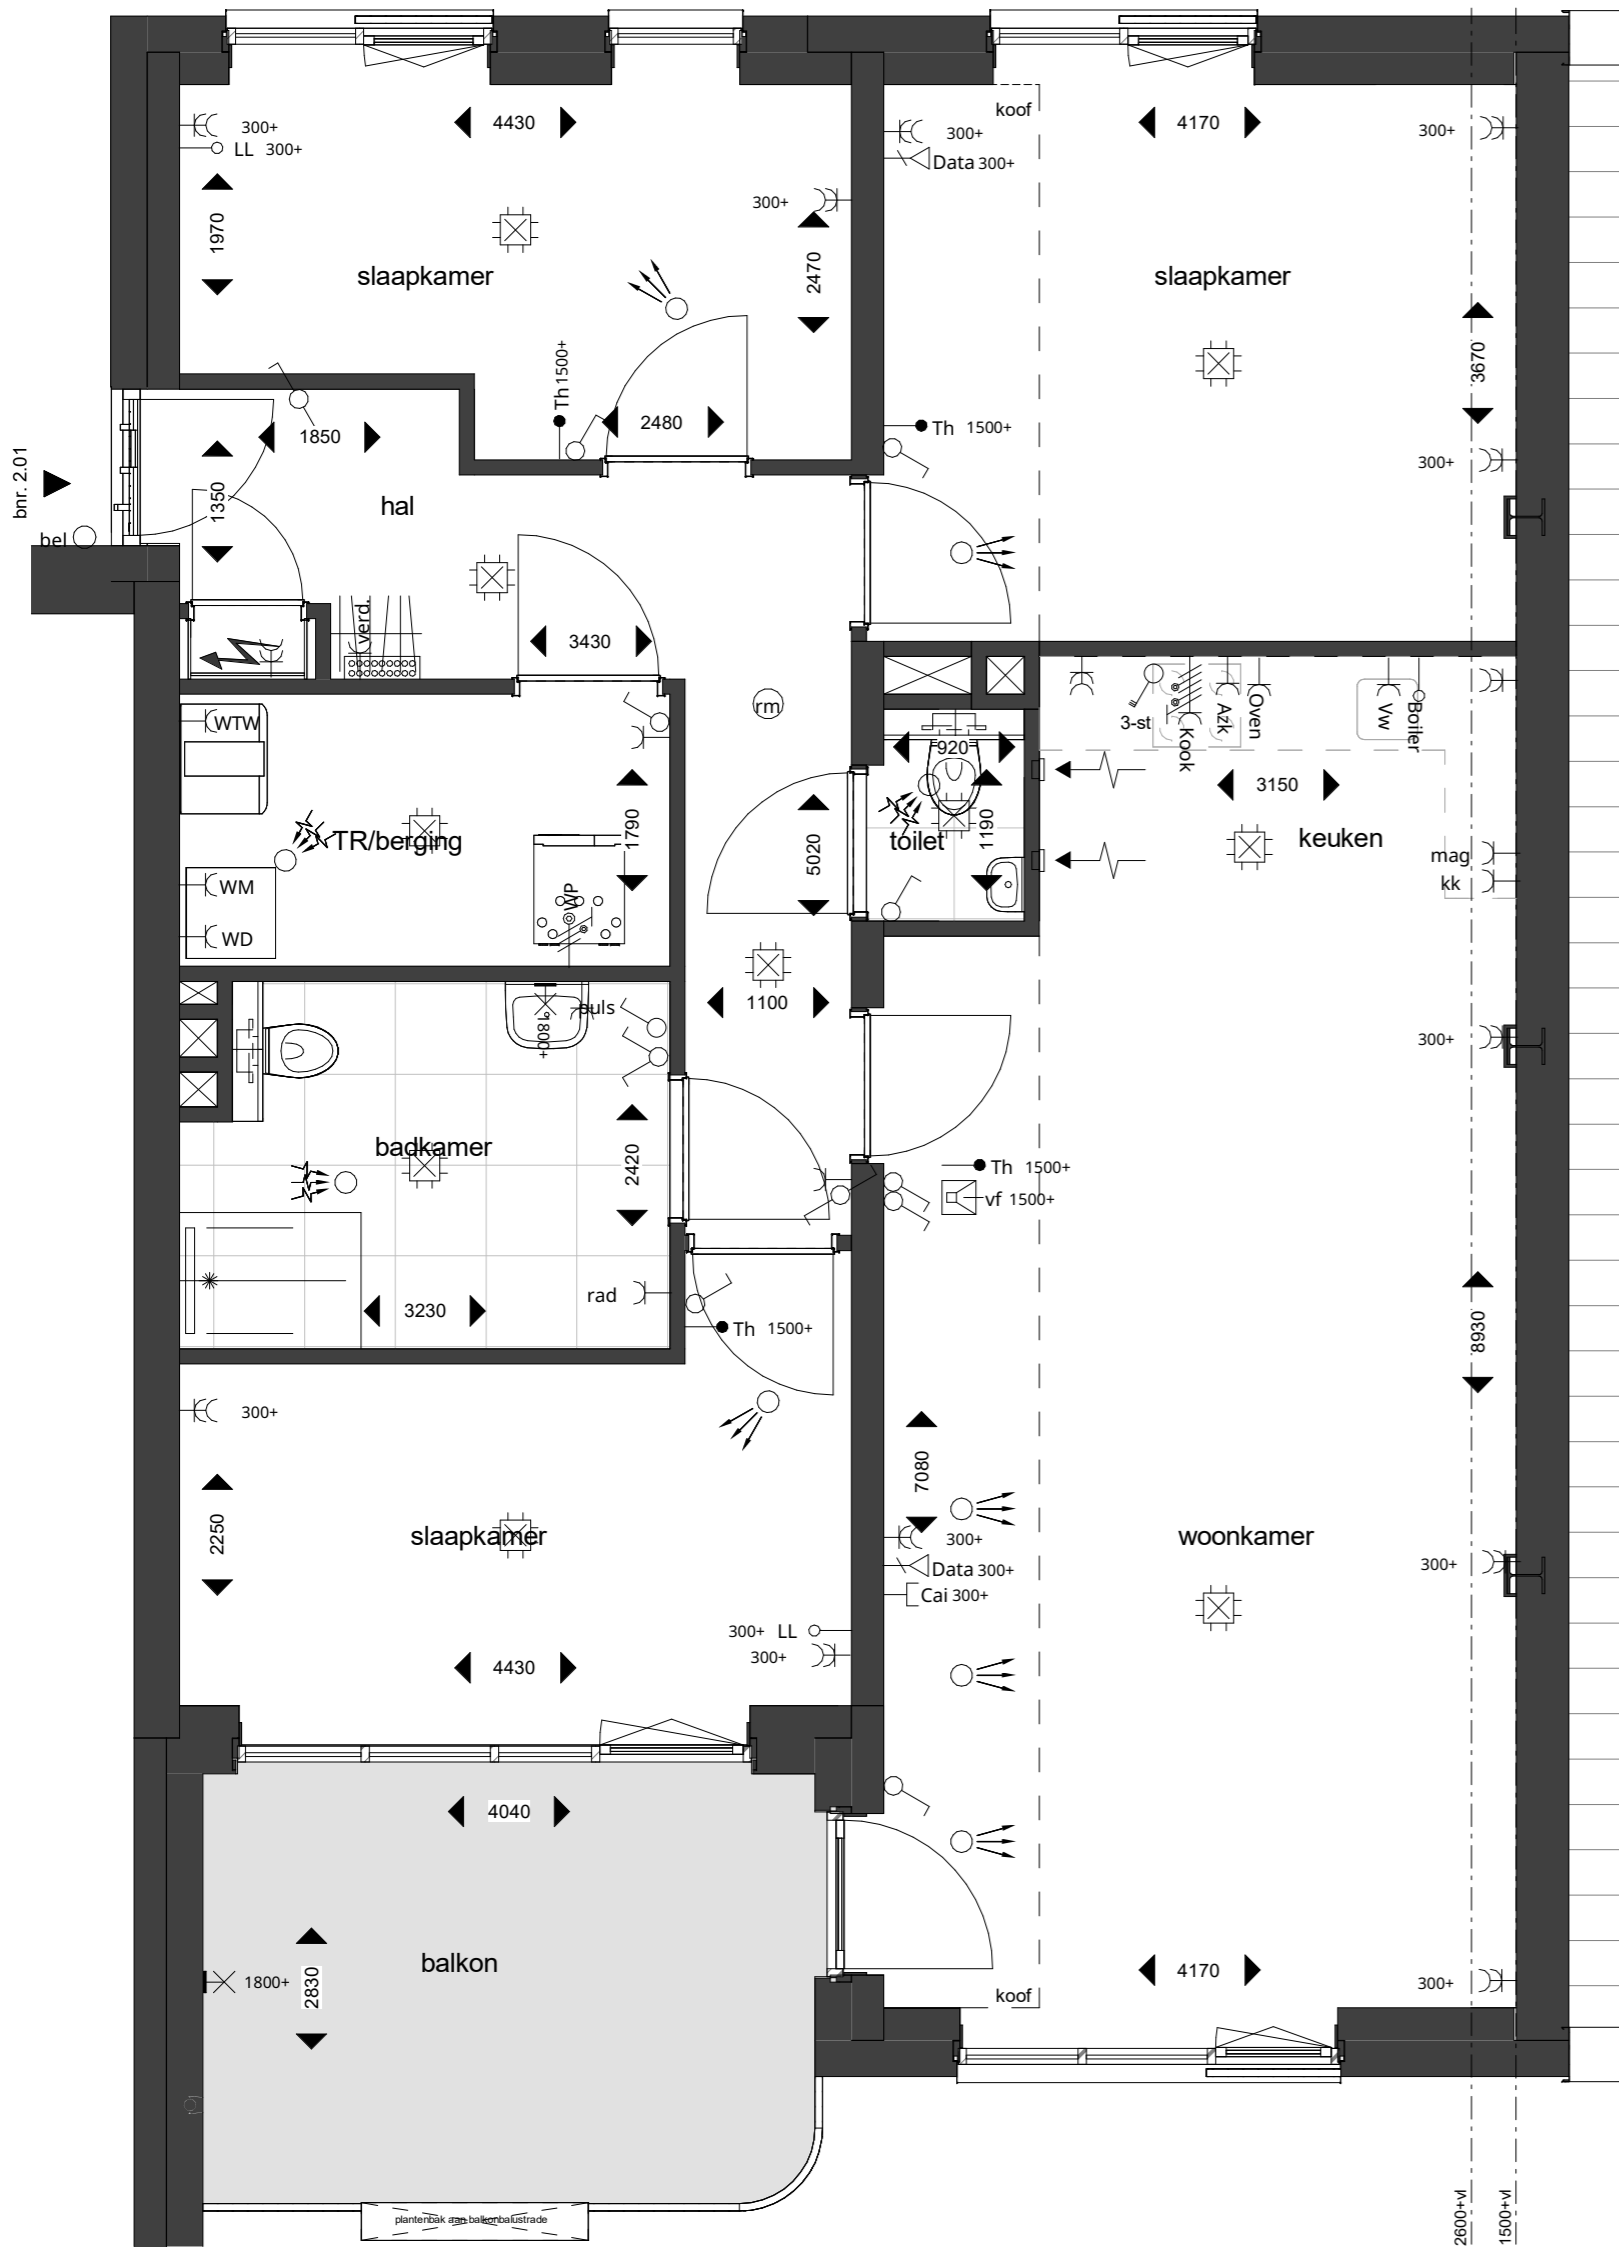 koof
300+
4430
300+
4170
300+
LL 300+
Data 300+
300+
1970
2470
slaapkamer
slaapkamer
3670
Th 1500+
2480
Th 1500+
1850
300+
bnr. 2.01
1350
hal
bel
verd.
3430
rm
920
3-st
Kook
Azk
Oven
Vw
Boiler
WTW
3150
TR/berging
1790
5020
toilet
1190
keuken
mag
kk
WM
WP
WD
1100
puls
1800+
300+
badkamer
2420
Th 1500+
vf 1500+
rad
3230
Th 1500+
8930
300+
7080
2250
slaapkamer
300+
woonkamer
300+
Data 300+
Cai 300+
300+ LL
300+
4430
4040
balkon
1800+
2830
4170
300+
koof
plantenbak aan balkonbalustrade
2600+vl
1500+vl